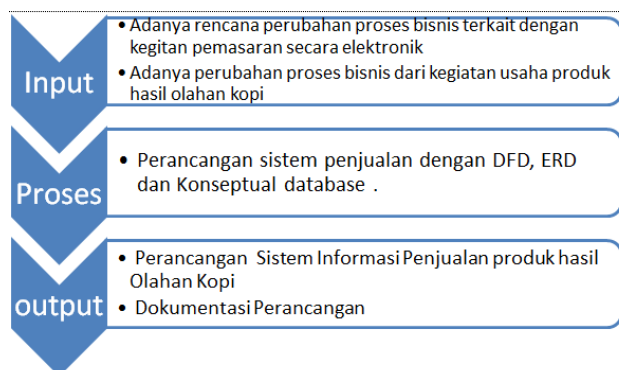 Input
• Adanya rencana perubahan proses bisnis terkait dengan
kegitan pemasaran secara elektronik
• Adanya perubahan proses bisnis dari kegiatan usaha produk
hasil olahan kopi
Proses
• Perancangan sistem penjualan dengan DFD, ERD
dan Konseptual database .
output
• Perancangan Sistem Informasi Penjualan produk hasil
Olahan Kopi
• Dokumentasi Perancangan